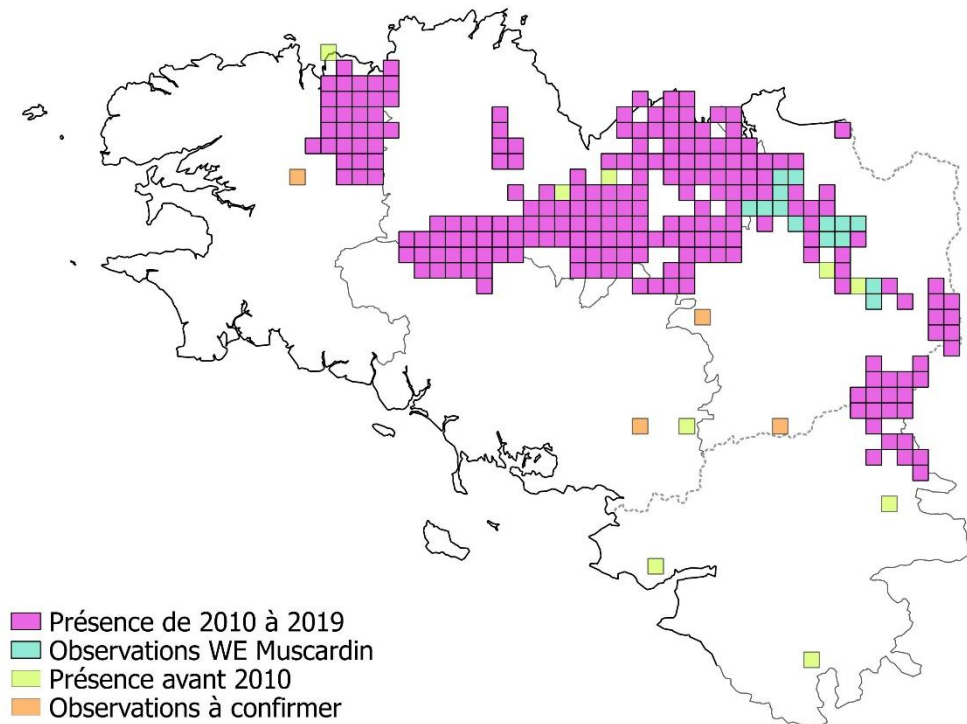 Présence de 2010 à 2019
Observations WE Muscardin
Présence avant 2010
Observations à confirmer